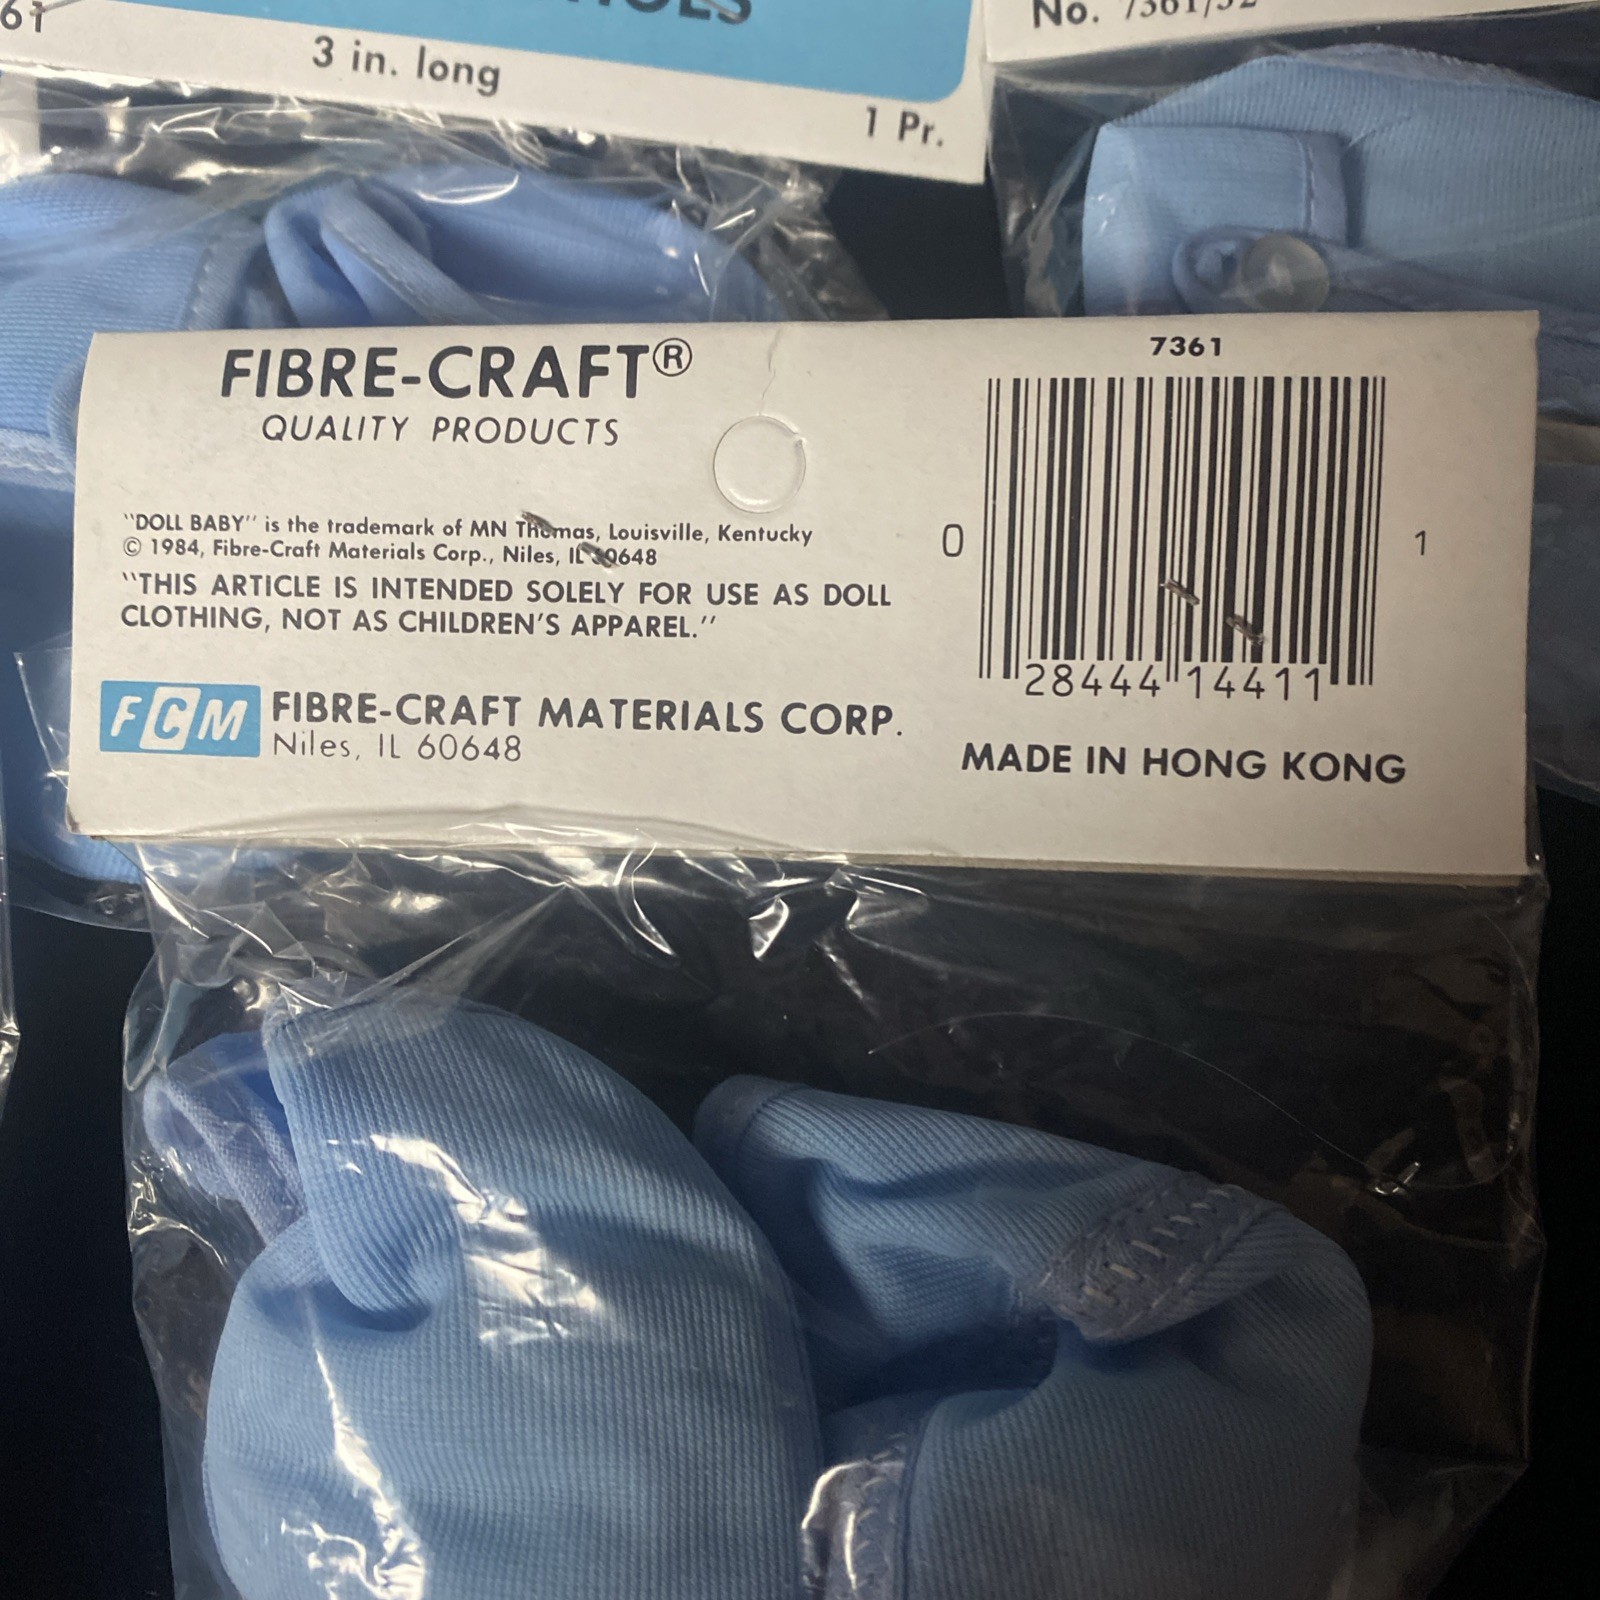 61
3 in. long
1 Pr.
No. 7361/32
FIBRE-CRAFT®
QUALITY PRODUCTS
"DOLL BABY" is the trademark of MN Thomas, Louisville, Kentucky
© 1984, Fibre-Craft Materials Corp., Niles, IL 60648
"THIS ARTICLE IS INTENDED SOLELY FOR USE AS DOLL
CLOTHING, NOT AS CHILDREN'S APPAREL."
FCM FIBRE-CRAFT MATERIALS CORP.
Niles, IL 60648
7361
0 28444 14411 1
MADE IN HONG KONG